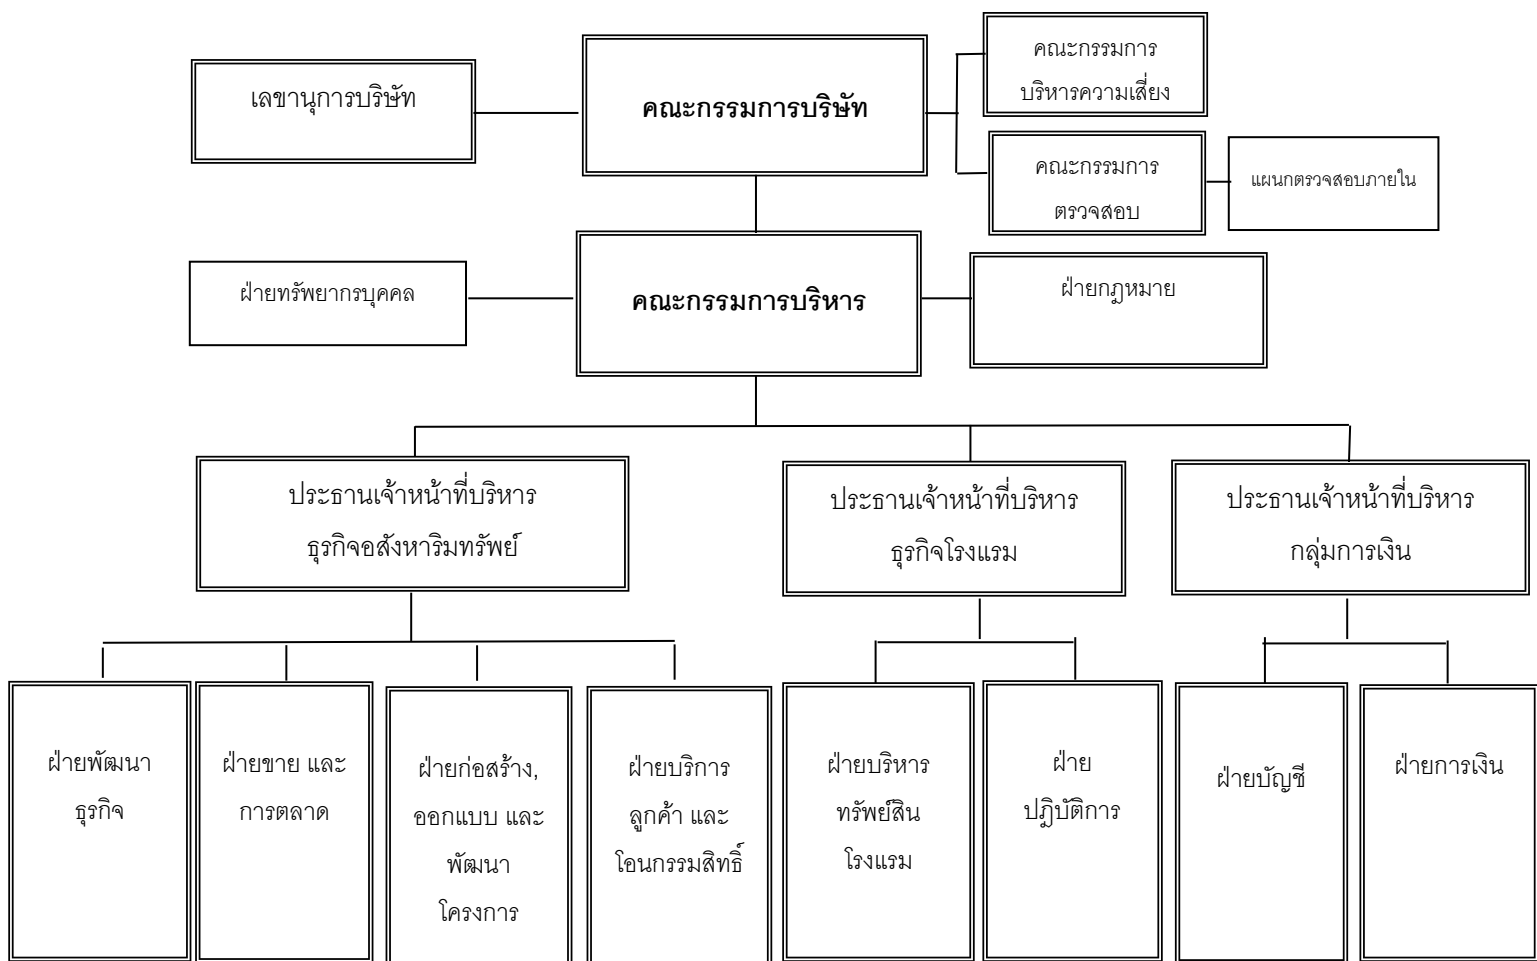 คณะกรรมการ
บริหารความเสี่ยง
เลขานุการบริษัท
คณะกรรมการบริษัท
คณะกรรมการ
ตรวจสอบ
แผนกตรวจสอบภายใน
ฝ่ายทรัพยากรบุคคล
คณะกรรมการบริหาร
ฝ่ายกฎหมาย
ประธานเจ้าหน้าที่บริหาร
ธุรกิจอสังหาริมทรัพย์
ประธานเจ้าหน้าที่บริหาร
ธุรกิจโรงแรม
ประธานเจ้าหน้าที่บริหาร
กลุ่มการเงิน
ฝ่ายพัฒนา
ธุรกิจ
ฝ่ายขาย และ
การตลาด
ฝ่ายก่อสร้าง,
ออกแบบ และ
พัฒนา
โครงการ
ฝ่ายบริการ
ลูกค้า และ
โอนกรรมสิทธิ์
ฝ่ายบริหาร
ทรัพย์สิน
โรงแรม
ฝ่าย
ปฎิบัติการ
ฝ่ายบัญชี
ฝ่ายการเงิน